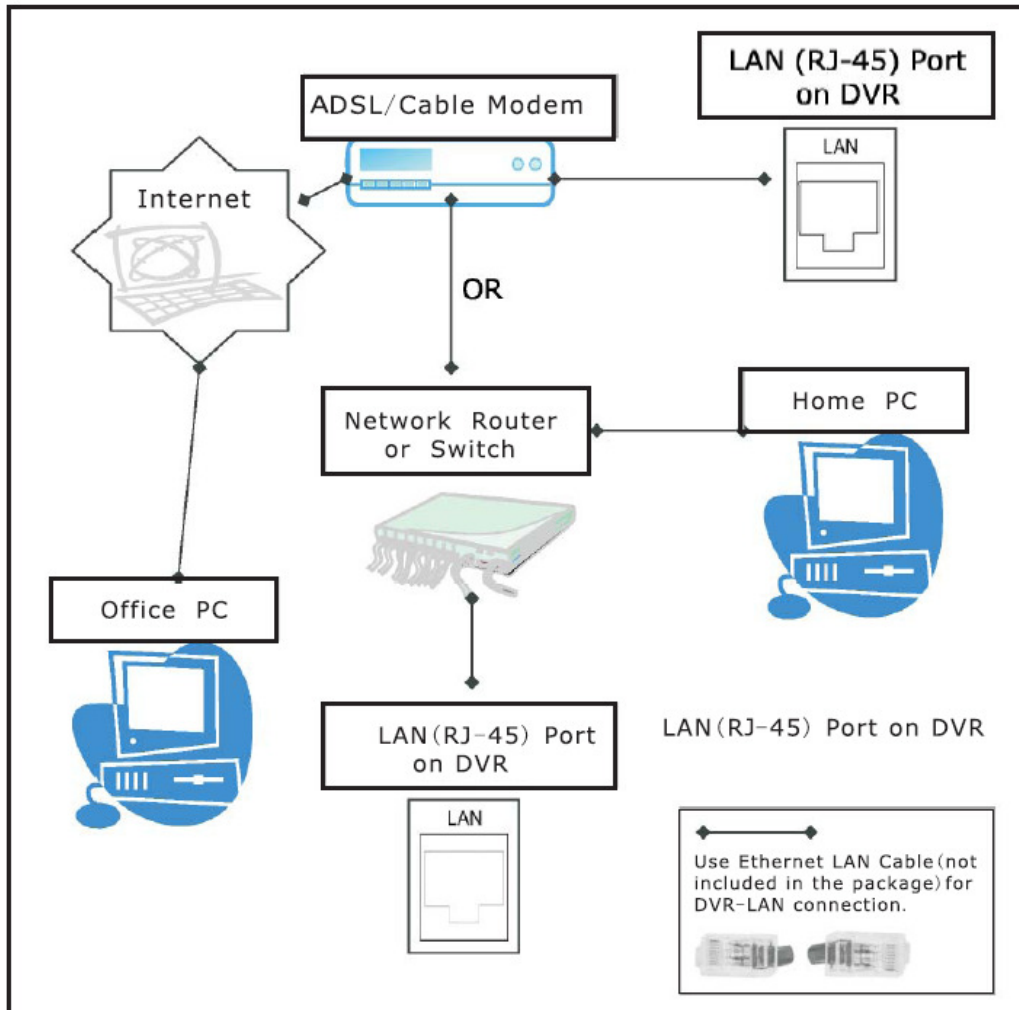 LAN (RJ-45) Port
on DVR
ADSL/Cable Modem
LAN
Internet
OR
Network Router
or Switch
Home PC
Office PC
LAN(RJ-45) Port
on DVR
LAN(RJ-45) Port on DVR
LAN
Use Ethernet LAN Cable(not
included in the package)for
DVR-LAN connection.